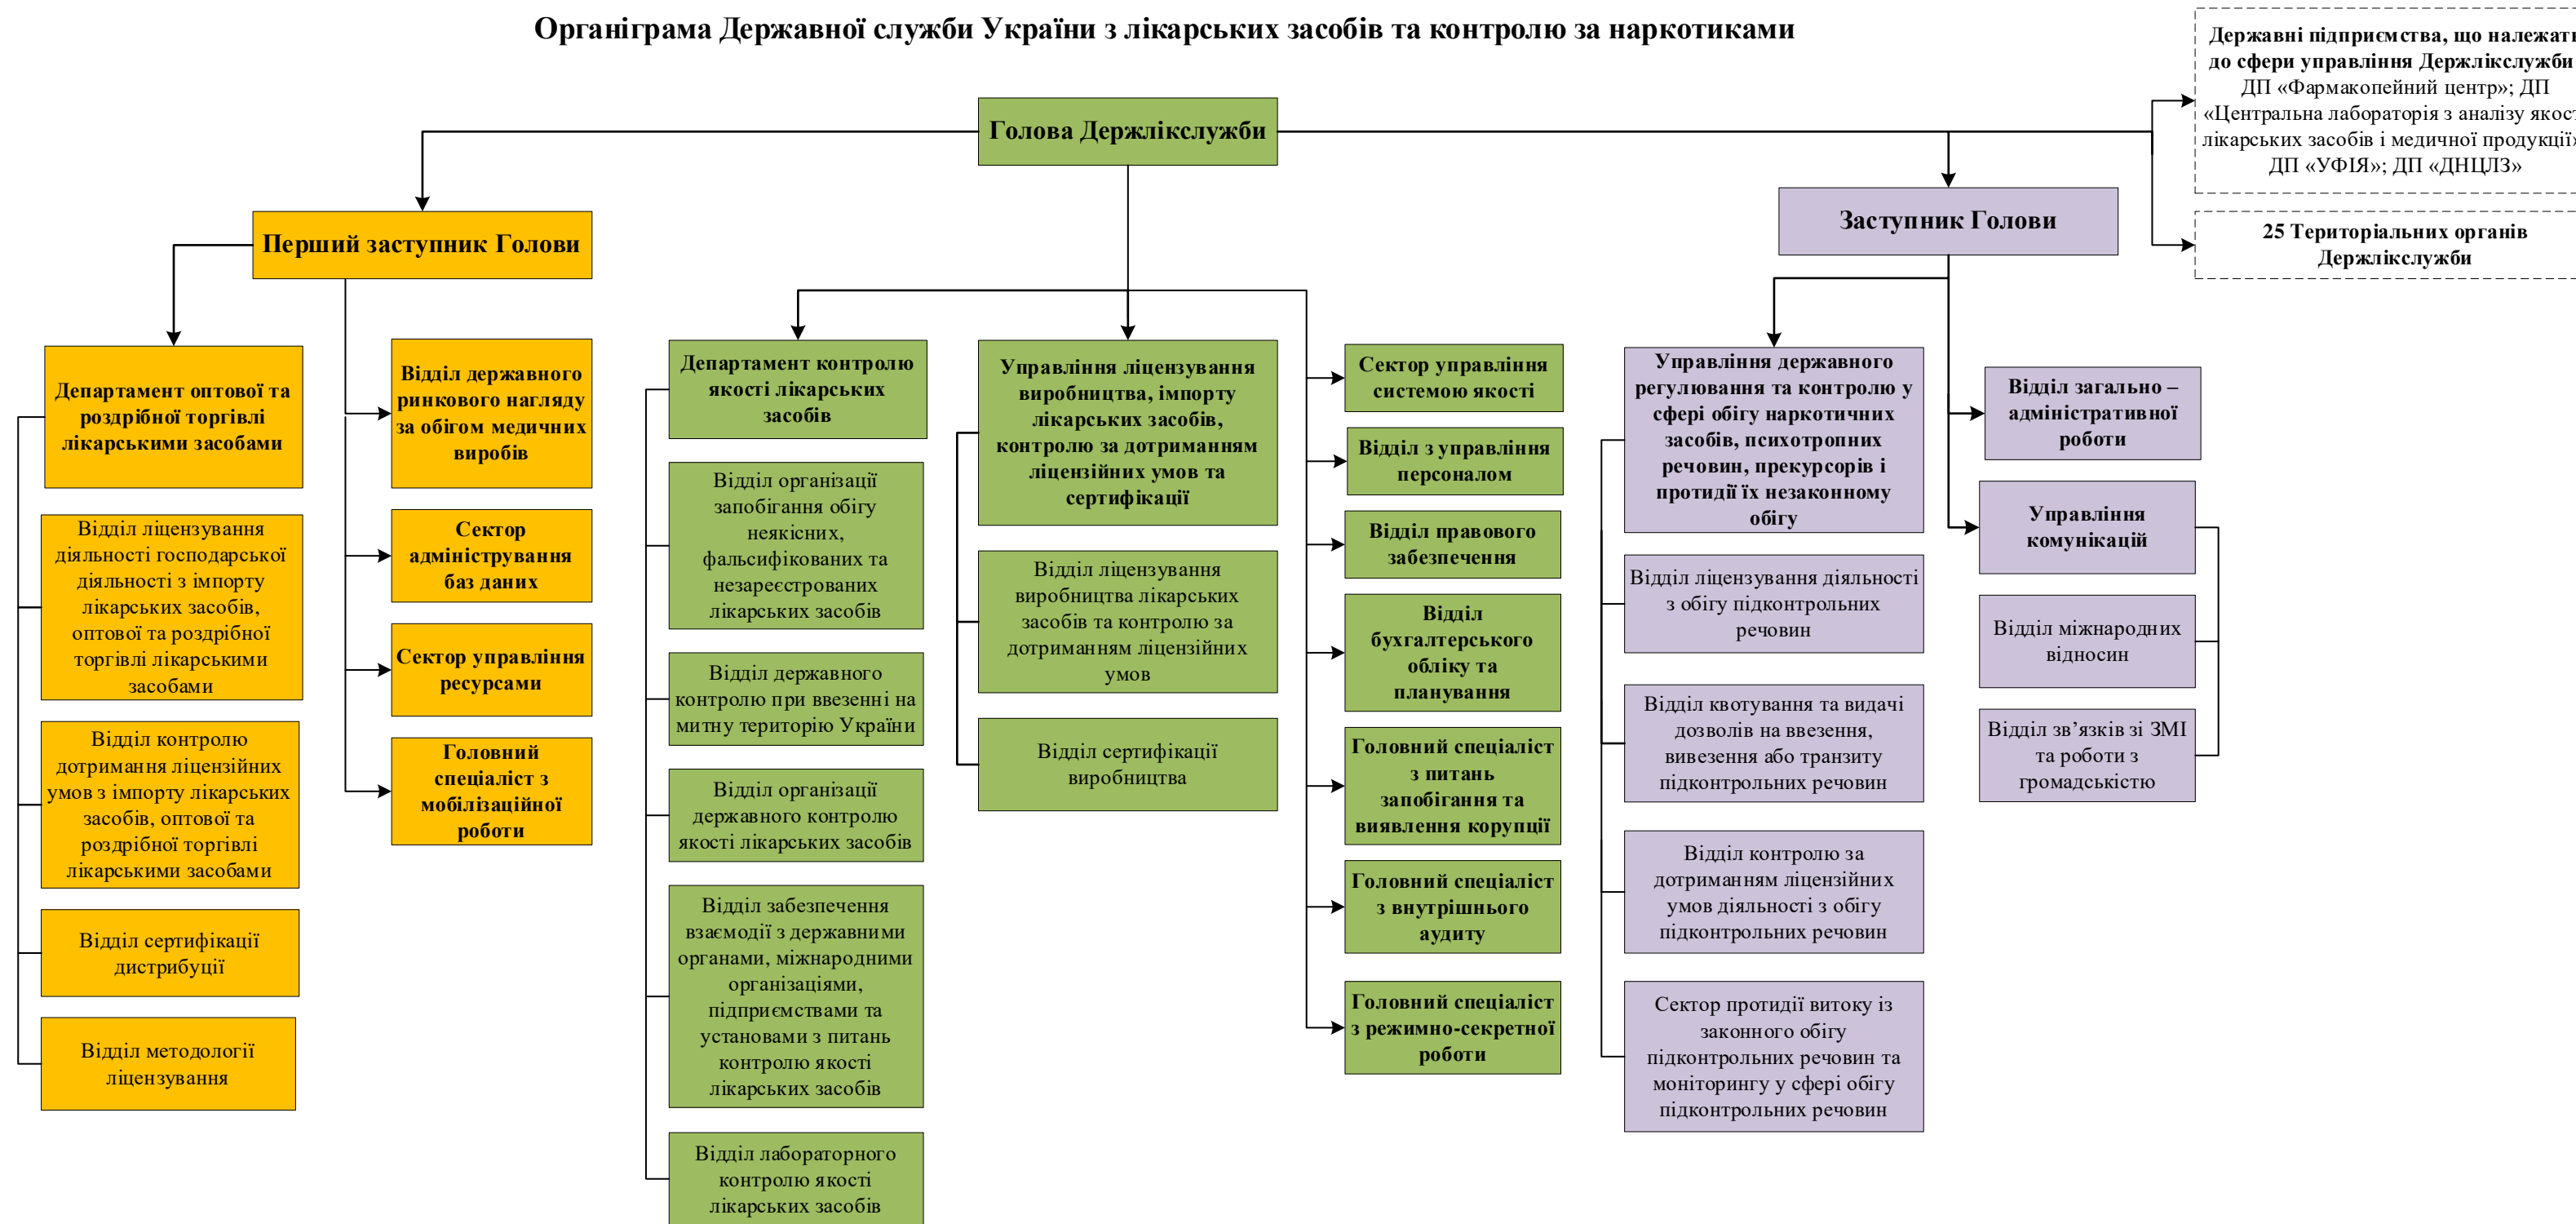 Органіграма Державної служби України з лікарських засобів та контролю за наркотиками
Державні підприємства, що належать
до сфери управління Держлікслужби
ДП «Фармакопейний центр»; ДП
«Центральна лабораторія з аналізу якості
лікарських засобів і медичної продукції»
ДП «УФІЯ»; ДП «ДНЦЛЗ»
25 Територіальних органів
Держлікслужби
Голова Держлікслужби
Перший заступник Голови
Заступник Голови
Департамент оптової та
роздрібної торгівлі
лікарськими засобами
Відділ ліцензування
діяльності господарської
діяльності з імпорту
лікарських засобів,
оптової та роздрібної
торгівлі лікарськими
засобами
Відділ контролю
дотримання ліцензійних
умов з імпорту лікарських
засобів, оптової та
роздрібної торгівлі
лікарськими засобами
Відділ сертифікації
дистрибуції
Відділ методології
ліцензування
Відділ державного
ринкового нагляду
за обігом медичних
виробів
Сектор
адміністрування
баз даних
Сектор управління
ресурсами
Головний
спеціаліст з
мобілізаційної
роботи
Департамент контролю
якості лікарських
засобів
Відділ організації
запобігання обігу
неякісних,
фальсифікованих та
незареєстрованих
лікарських засобів
Відділ державного
контролю при ввезенні на
митну територію України
Відділ організації
державного контролю
якості лікарських засобів
Відділ забезпечення
взаємодії з державними
органами, міжнародними
організаціями,
підприємствами та
установами з питань
контролю якості
лікарських засобів
Відділ лабораторного
контролю якості
лікарських засобів
Управління ліцензування
виробництва, імпорту
лікарських засобів,
контролю за дотриманням
ліцензійних умов та
сертифікації
Відділ ліцензування
виробництва лікарських
засобів та контролю за
дотриманням ліцензійних
умов
Відділ сертифікації
виробництва
Сектор управління
системою якості
Відділ з управління
персоналом
Відділ правового
забезпечення
Відділ
бухгалтерського
обліку та
планування
Головний спеціаліст
з питань
запобігання та
виявлення корупції
Головний спеціаліст
з внутрішнього
аудиту
Головний спеціаліст
з режимно-секретної
роботи
Управління державного
регулювання та контролю у
сфері обігу наркотичних
засобів, психотропних
речовин, прекурсорів і
протидії їх незаконному
обігу
Відділ ліцензування діяльності
з обігу підконтрольних
речовин
Відділ квотування та видачі
дозволів на ввезення,
вивезення або транзиту
підконтрольних речовин
Відділ контролю за
дотриманням ліцензійних
умов діяльності з обігу
підконтрольних речовин
Сектор протидії витоку із
законного обігу
підконтрольних речовин та
моніторингу у сфері обігу
підконтрольних речовин
Відділ загально –
адміністративної
роботи
Управління
комунікацій
Відділ міжнародних
відносин
Відділ зв’язків зі ЗМІ
та роботи з
громадськістю